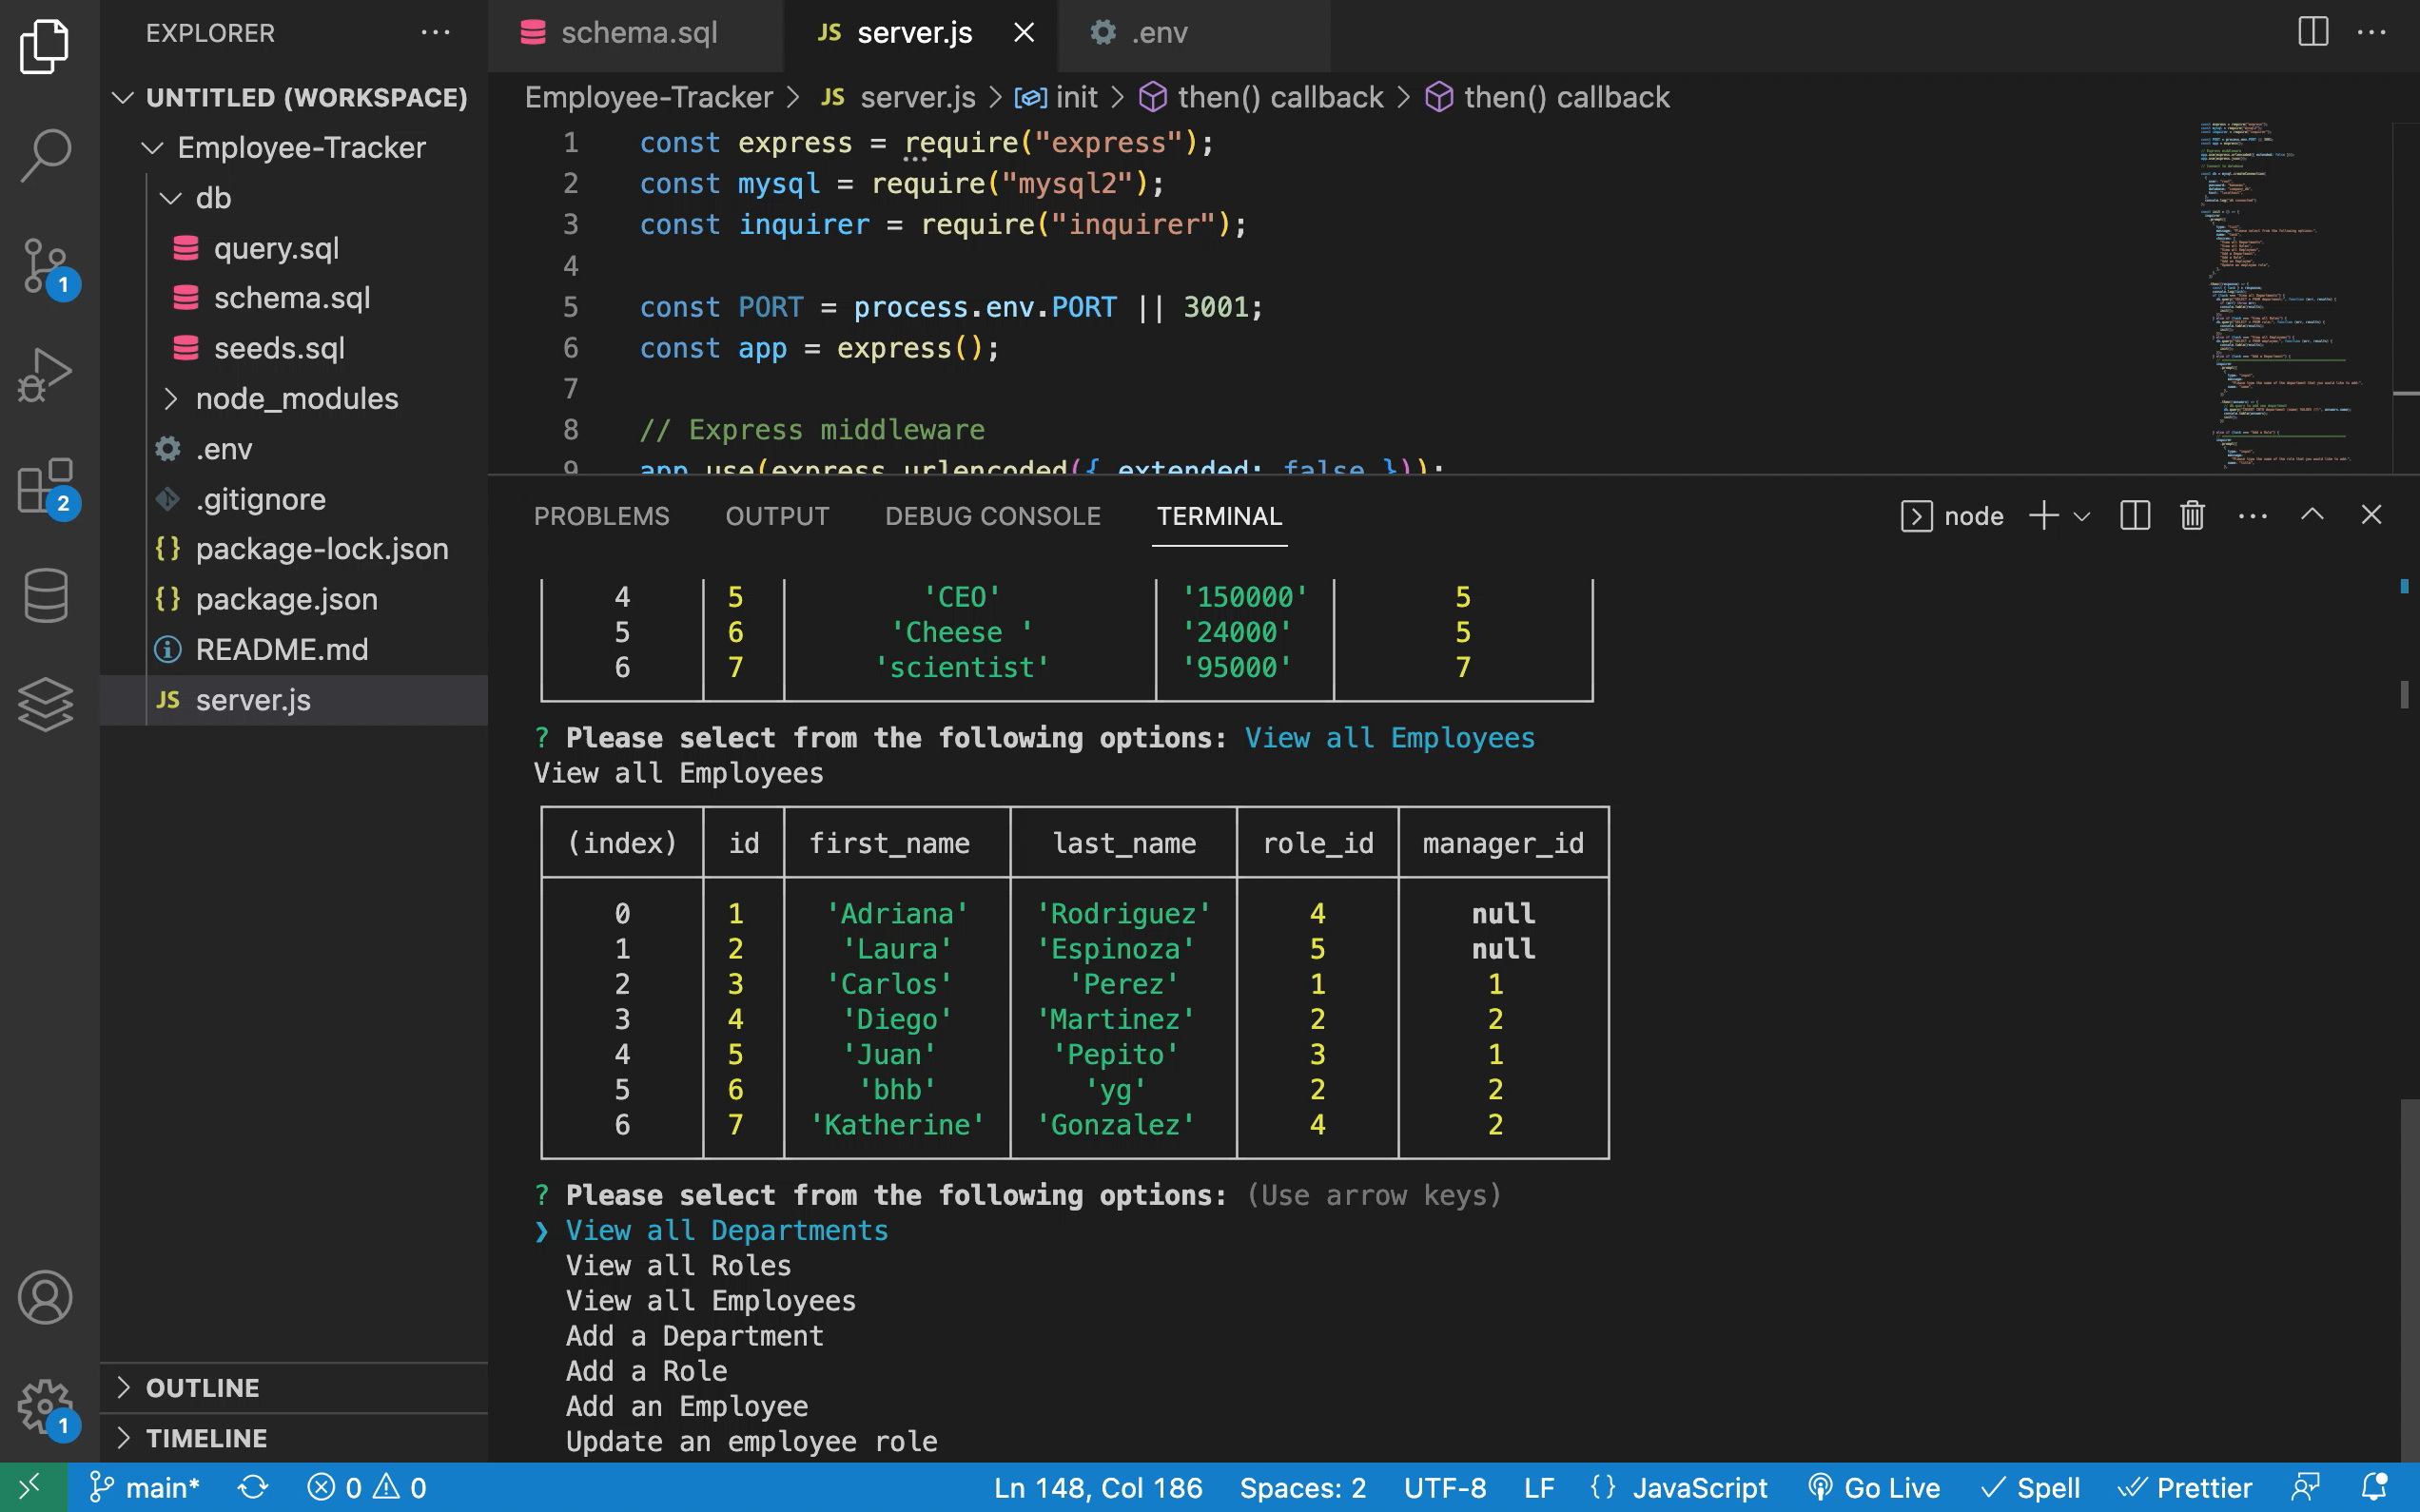 EXPLORER
UNTITLED (WORKSPACE)
Employee-Tracker
db
query.sql
schema.sql
seeds.sql
node_modules
.env
.gitignore
package-lock.json
package.json
README.md
JS server.js
OUTLINE
TIMELINE
1
2
1
schema.sql
JS server.js
.env
Employee-Tracker > JS server.js > init > then() callback > then() callback
1 const express = require("express");
2 const mysql = require("mysql2");
3 const inquirer = require("inquirer");
4
5 const PORT = process.env.PORT || 3001;
6 const app = express();
7
8 // Express middleware
9 app.use(express.urlencoded({ extended: false }));
PROBLEMS OUTPUT DEBUG CONSOLE TERMINAL
node
4 5 'CEO' '150000' 5
5 6 'Cheese ' '24000' 5
6 7 'scientist' '95000' 7
? Please select from the following options: View all Employees
View all Employees
(index) id first_name last_name role_id manager_id
0 1 'Adriana' 'Rodriguez' 4 null
1 2 'Laura' 'Espinoza' 5 null
2 3 'Carlos' 'Perez' 1 1
3 4 'Diego' 'Martinez' 2 2
4 5 'Juan' 'Pepito' 3 1
5 6 'bhb' 'yg' 2 2
6 7 'Katherine' 'Gonzalez' 4 2
? Please select from the following options: (Use arrow keys)
❯ View all Departments
View all Roles
View all Employees
Add a Department
Add a Role
Add an Employee
Update an employee role
main* 0 0 Ln 148, Col 186 Spaces: 2 UTF-8 LF {} JavaScript Go Live Spell Prettier